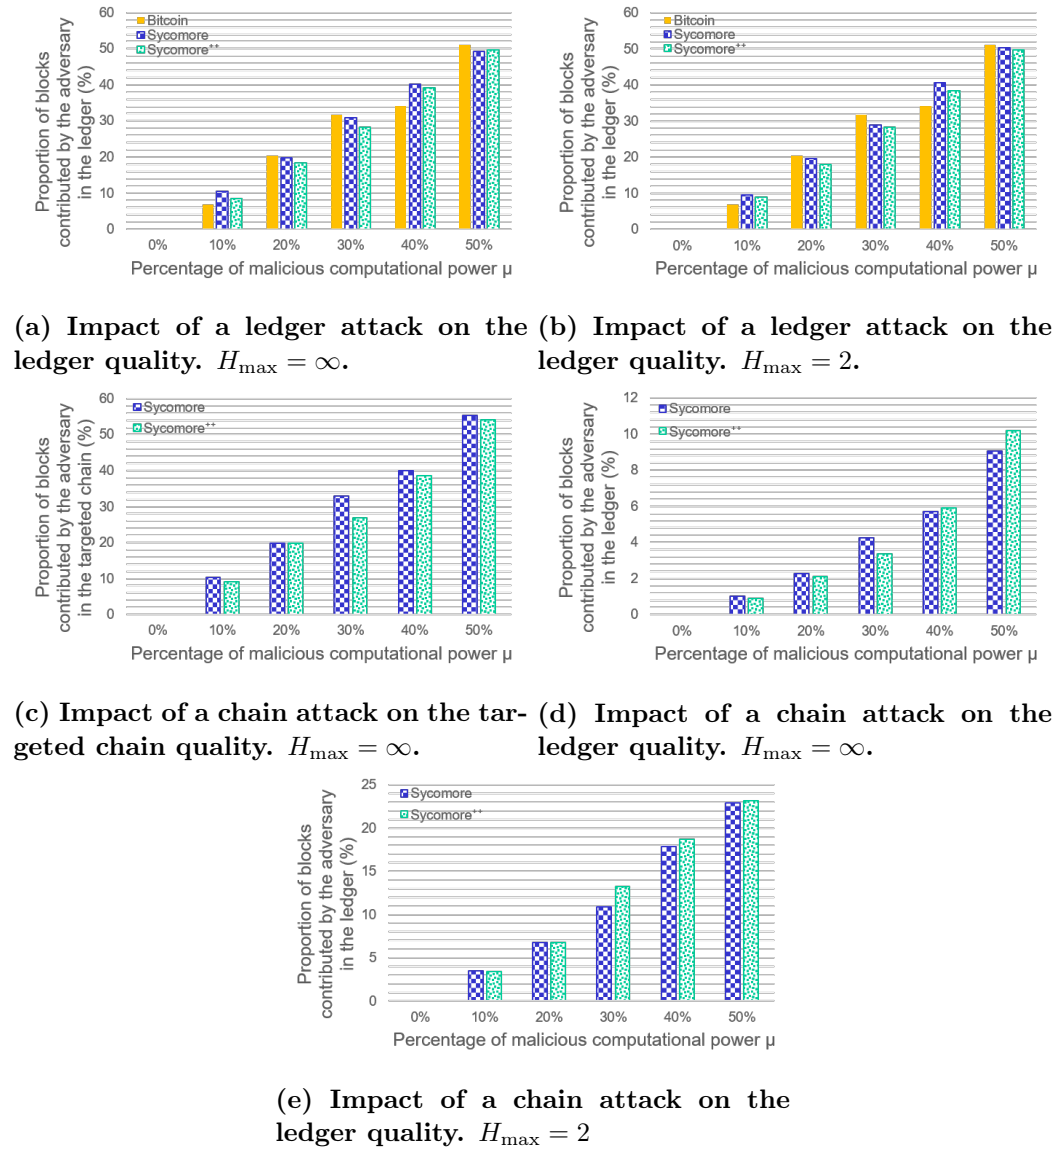 Proportion of blocks
contributed by the adversary
in the ledger (%)
60
50
40
30
20
10
0
Bitcoin
Sycomore
Sycomore++
0% 10% 20% 30% 40% 50%
Percentage of malicious computational power µ
(a) Impact of a ledger attack on the
ledger quality. Hmax = ∞.
Proportion of blocks
contributed by the adversary
in the ledger (%)
60
50
40
30
20
10
0
Bitcoin
Sycomore
Sycomore++
0% 10% 20% 30% 40% 50%
Percentage of malicious computational power µ
(b) Impact of a ledger attack on the
ledger quality. Hmax = 2.
Proportion of blocks
contributed by the adversary
in the targeted chain (%)
60
50
40
30
20
10
0
Sycomore
Sycomore++
0% 10% 20% 30% 40% 50%
Percentage of malicious computational power µ
(c) Impact of a chain attack on the tar-
geted chain quality. Hmax = ∞.
Proportion of blocks
contributed by the adversary
in the ledger (%)
12
10
8
6
4
2
0
Sycomore
Sycomore++
0% 10% 20% 30% 40% 50%
Percentage of malicious computational power µ
(d) Impact of a chain attack on the
ledger quality. Hmax = ∞.
Proportion of blocks
contributed by the adversary
in the ledger (%)
25
20
15
10
5
0
Sycomore
Sycomore++
0% 10% 20% 30% 40% 50%
Percentage of malicious computational power µ
(e) Impact of a chain attack on the
ledger quality. Hmax = 2